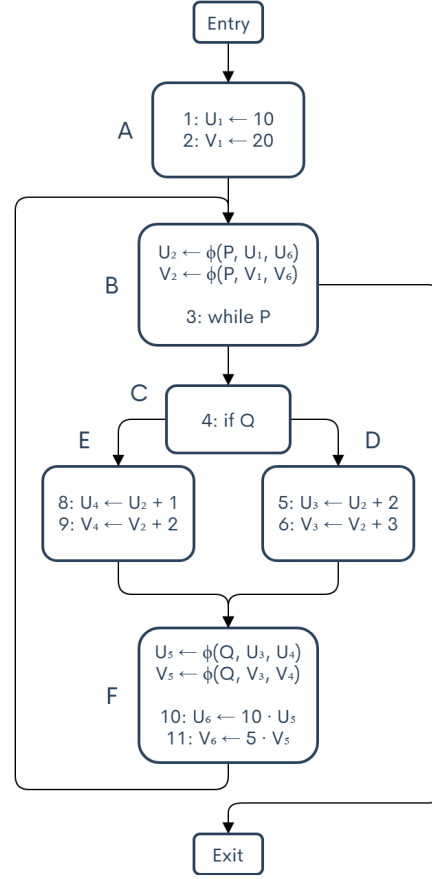 Entry
A
1: U₁ ← 10
2: V₁ ← 20
B
U₂ ← ϕ(P, U₁, U₆)
V₂ ← ϕ(P, V₁, V₆)
3: while P
C
4: if Q
E
D
8: U₄ ← U₂ + 1
9: V₄ ← V₂ + 2
5: U₃ ← U₂ + 2
6: V₃ ← V₂ + 3
F
U₅ ← ϕ(Q, U₃, U₄)
V₅ ← ϕ(Q, V₃, V₄)
10: U₆ ← 10 · U₅
11: V₆ ← 5 · V₅
Exit